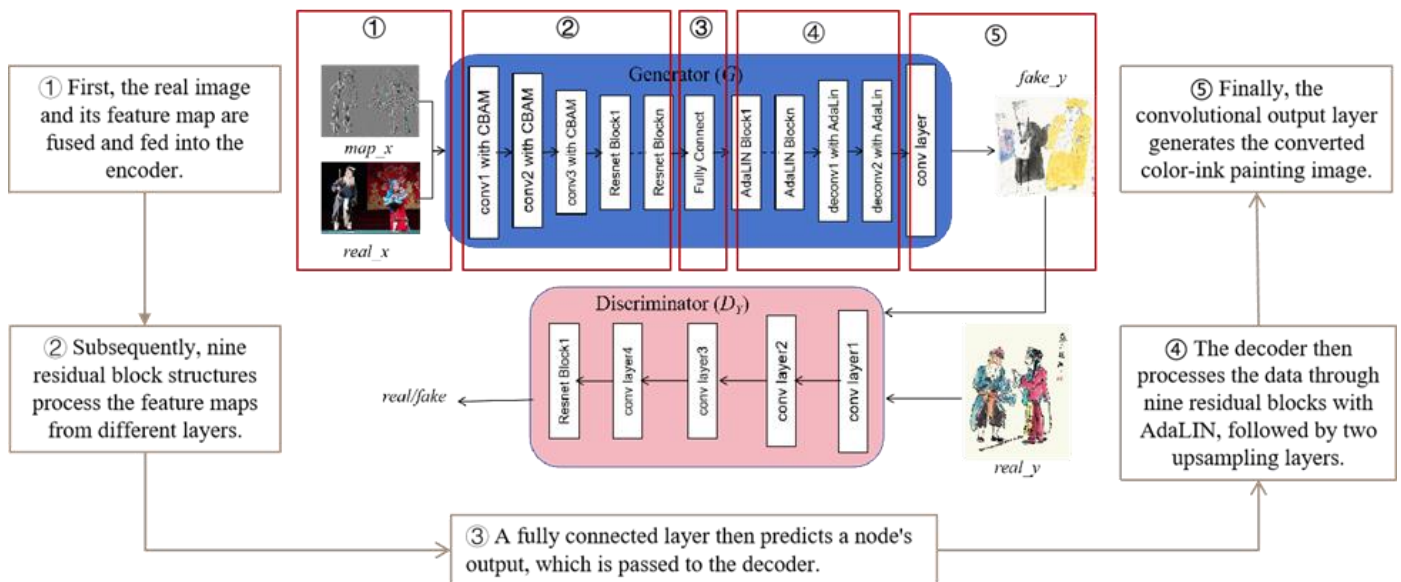 ①
②
③
④
⑤
① First, the real image
and its feature map are
fused and fed into the
encoder.
map_x
real_x
Generator (G)
conv1 with CBAM
conv2 with CBAM
conv3 with CBAM
Resnet Block1
Resnet Blockn
Fully Connect
AdaLIN Block1
AdaLIN Blockn
deconv1 with AdaLin
deconv2 with AdaLin
conv layer
fake_y
⑤ Finally, the
convolutional output layer
generates the converted
color-ink painting image.
② Subsequently, nine
residual block structures
process the feature maps
from different layers.
real/fake
Discriminator (DY)
Resnet Block1
conv layer4
conv layer3
conv layer2
conv layer1
real_y
④ The decoder then
processes the data through
nine residual blocks with
AdaLIN, followed by two
upsampling layers.
③ A fully connected layer then predicts a node's
output, which is passed to the decoder.